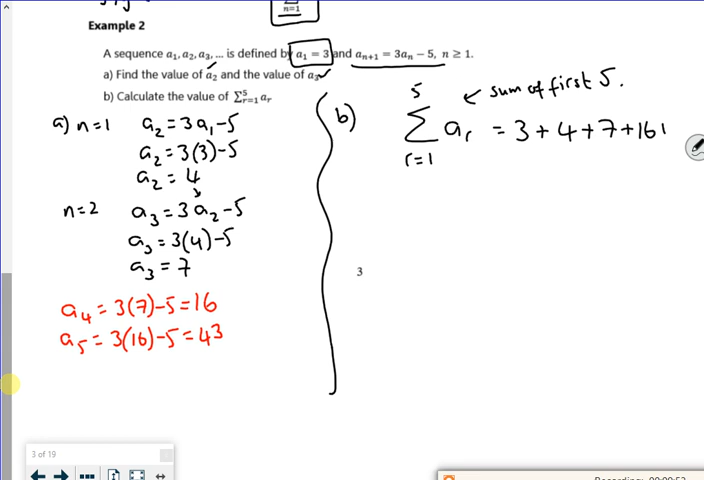 n=1
Example 2
A sequence a₁, a₂, a₃, ... is defined by a₁ = 3 and aₙ₊₁ = 3aₙ − 5, n ≥ 1.
a) Find the value of a₂ and the value of a₃
b) Calculate the value of ∑⁵ᵣ₌₁ aᵣ
a) n=1 a₂ = 3a₁ − 5
a₂ = 3(3) − 5
a₂ = 4
n=2 a₃ = 3a₂ − 5
a₃ = 3(4) − 5
a₃ = 7
a₄ = 3(7) − 5 = 16
a₅ = 3(16) − 5 = 43
b) 5 ← sum of first 5.
∑ aᵣ = 3 + 4 + 7 + 16
r=1
3
3 of 19